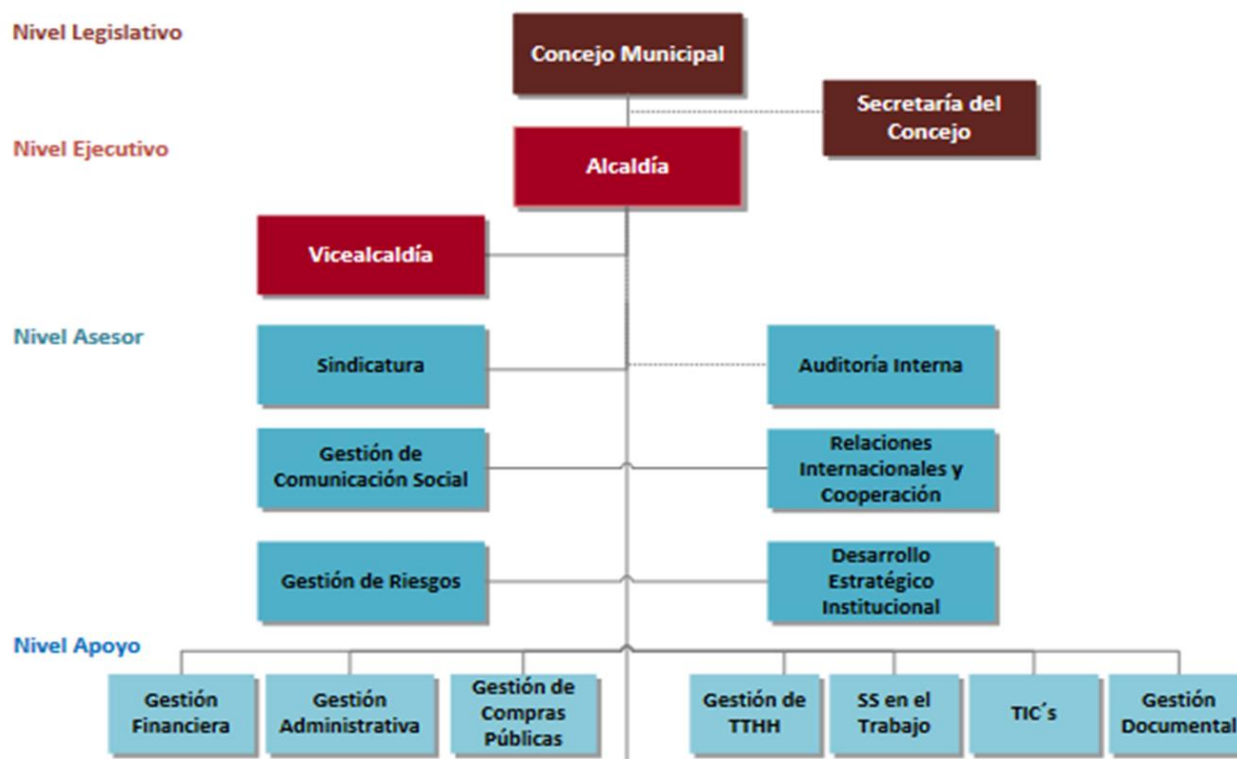 Nivel Legislativo
Concejo Municipal
Secretaría del
Concejo
Nivel Ejecutivo
Alcaldía
Vicealcaldía
Nivel Asesor
Sindicatura
Auditoría Interna
Gestión de
Comunicación Social
Relaciones
Internacionales y
Cooperación
Gestión de Riesgos
Desarrollo
Estratégico
Institucional
Nivel Apoyo
Gestión
Financiera
Gestión
Administrativa
Gestión de
Compras
Públicas
Gestión de
TTHH
SS en el
Trabajo
TIC´s
Gestión
Documental